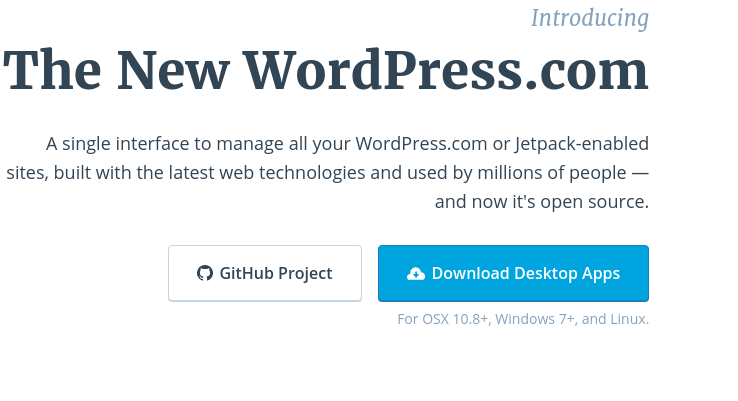 Introducing
The New WordPress.com
A single interface to manage all your WordPress.com or Jetpack-enabled
sites, built with the latest web technologies and used by millions of people —
and now it's open source.
GitHub Project
Download Desktop Apps
For OSX 10.8+, Windows 7+, and Linux.